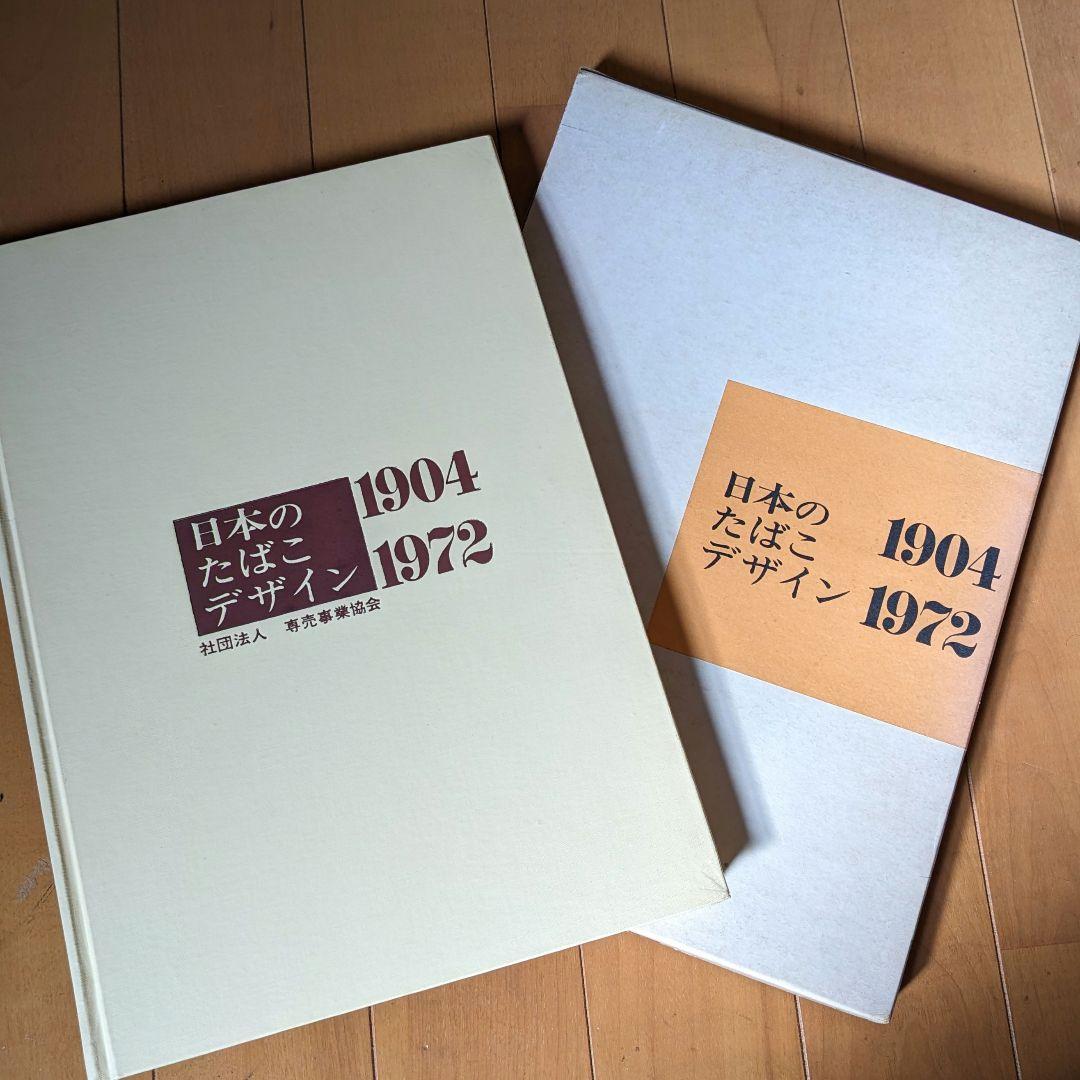 日本の
たばこ
デザイン
1904
1972
社団法人 専売事業協会
日本の
たばこ
デザイン
1904
1972